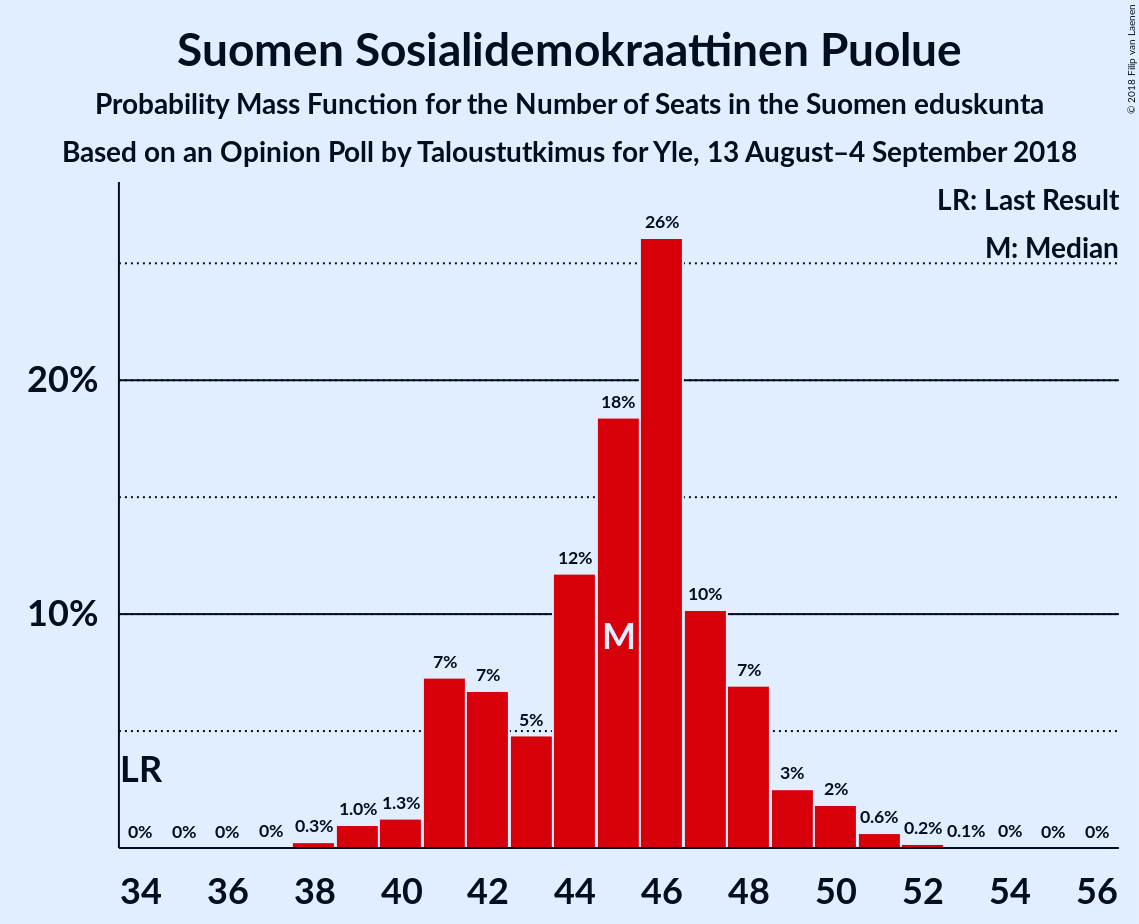 Suomen Sosialidemokraattinen Puolue
Probability Mass Function for the Number of Seats in the Suomen eduskunta
Based on an Opinion Poll by Taloustutkimus for Yle, 13 August–4 September 2018
© 2018 Filip van Laenen
LR: Last Result
M: Median
26%
20%
18%
12%
10%
10%
M
7%
7%
7%
5%
LR
3%
2%
0% 0% 0% 0% 0.3% 1.0% 1.3% 0.6% 0.2% 0.1% 0% 0% 0%
34 36 38 40 42 44 46 48 50 52 54 56